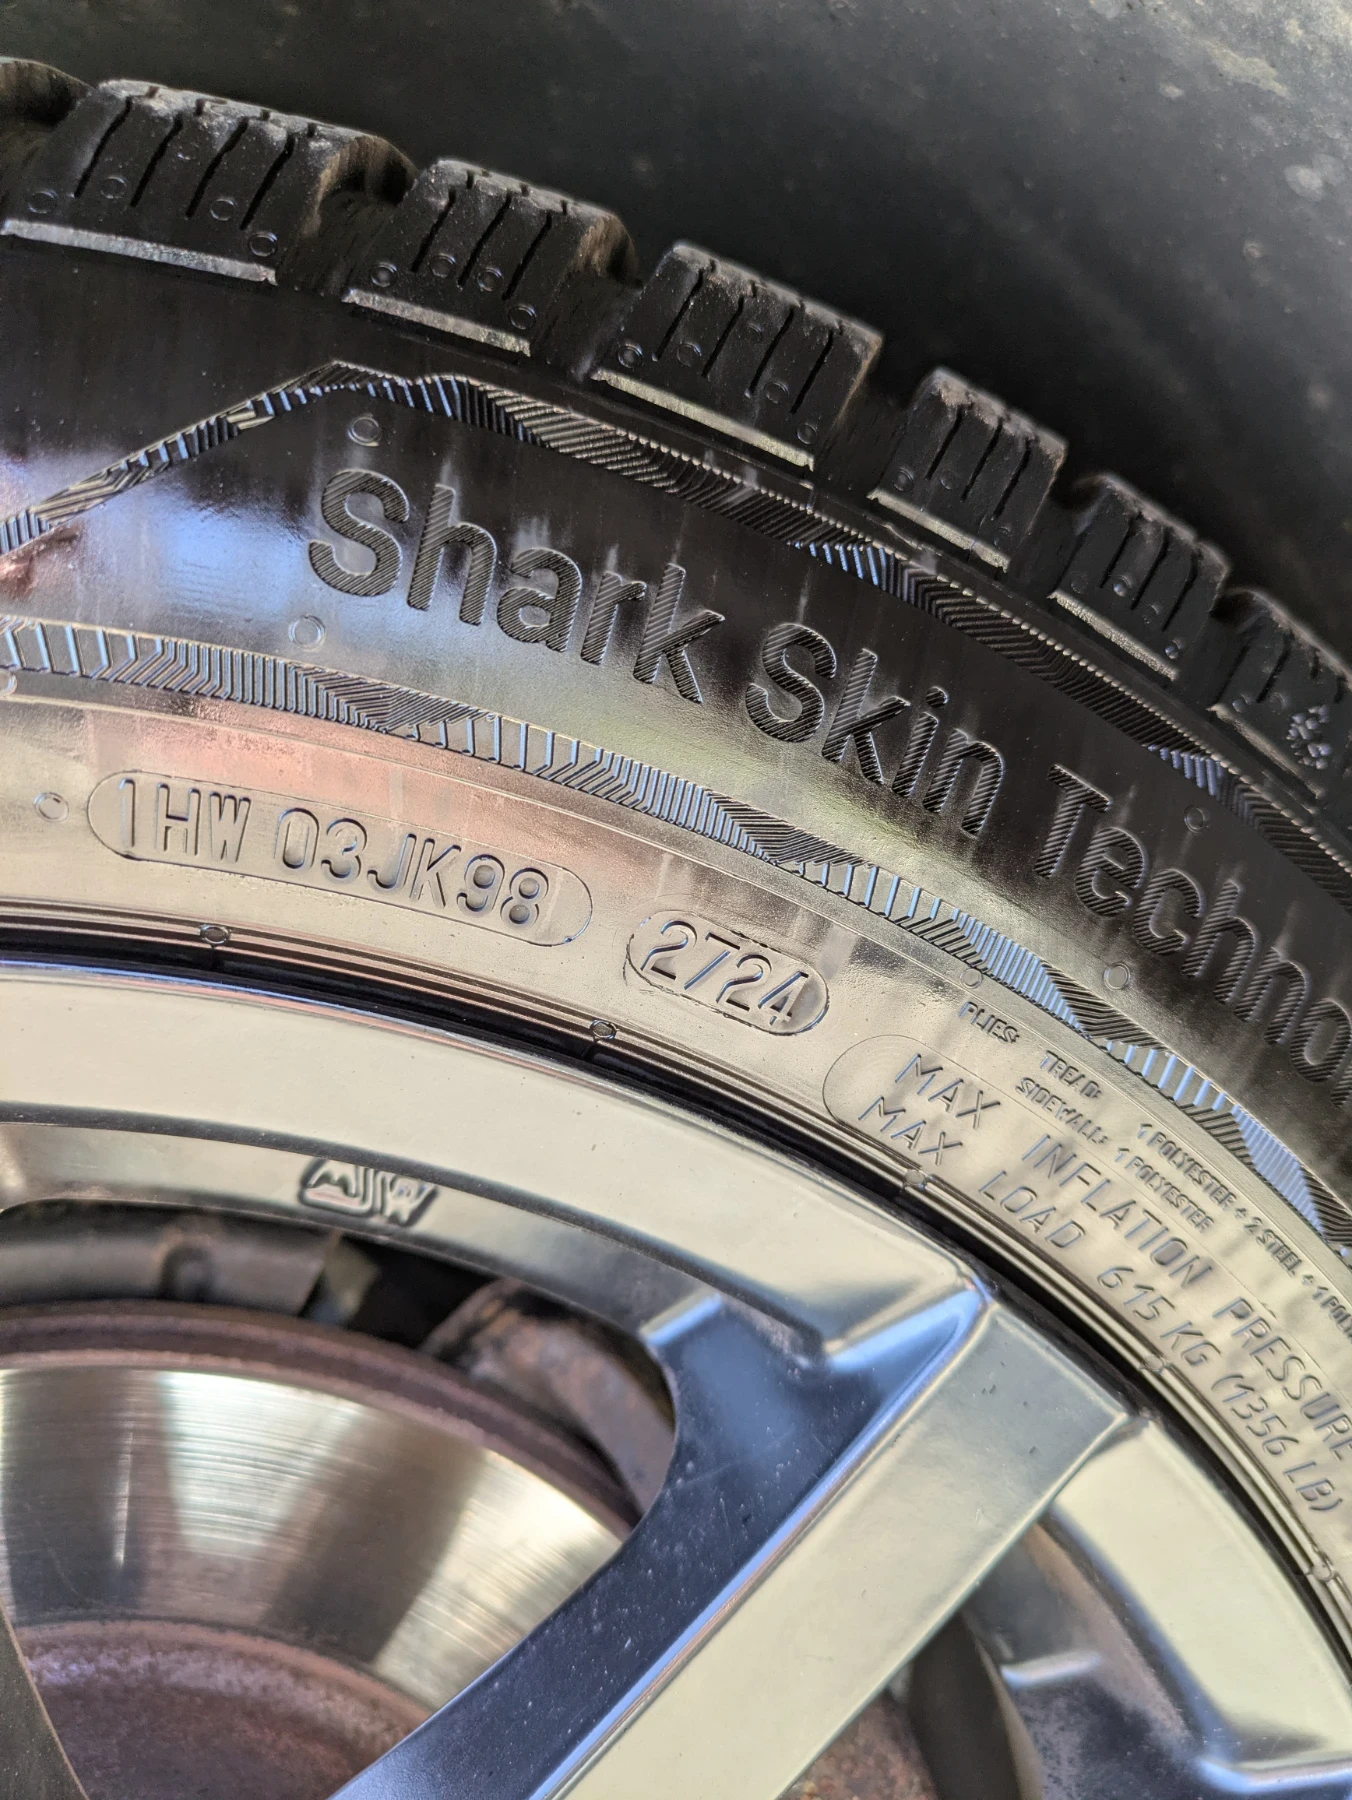 Shark Skin Techno
1HW 03JK98
2724
PLIES: TREAD: 1 POLYESTER + 2 STEEL + 1
SIDEWALL: 1 POLYESTER
MAX INFLATION PRESSURE
MAX LOAD 615 KG (1356 LB)